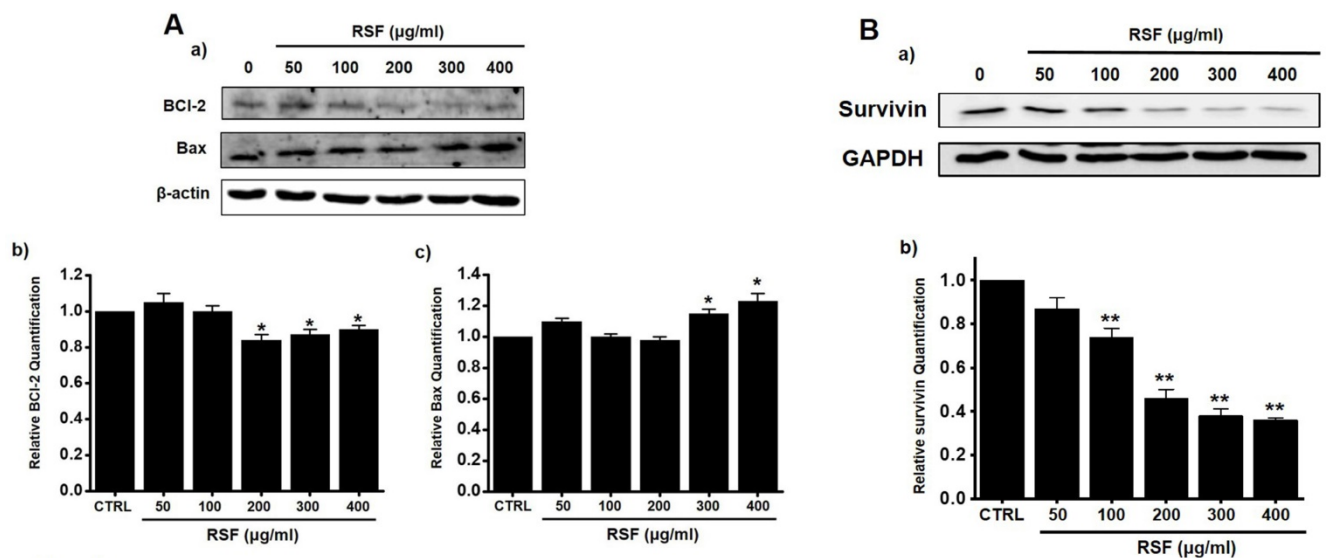 A
RSF (µg/ml)
a)
0 50 100 200 300 400
BCl-2
Bax
β-actin
b)
1.2
1.0
0.8
0.6
0.4
0.2
0.0
Relative BCl-2 Quantification
* * *
CTRL 50 100 200 300 400
RSF (µg/ml)
c)
1.6
1.4
1.2
1.0
0.8
0.6
0.4
0.2
0.0
Relative Bax Quantification
* *
CTRL 50 100 200 300 400
RSF (µg/ml)
B
RSF (µg/ml)
a)
0 50 100 200 300 400
Survivin
GAPDH
b)
1.0
0.8
0.6
0.4
0.2
0.0
Relative survivin Quantification
** ** ** **
CTRL 50 100 200 300 400
RSF (µg/ml)